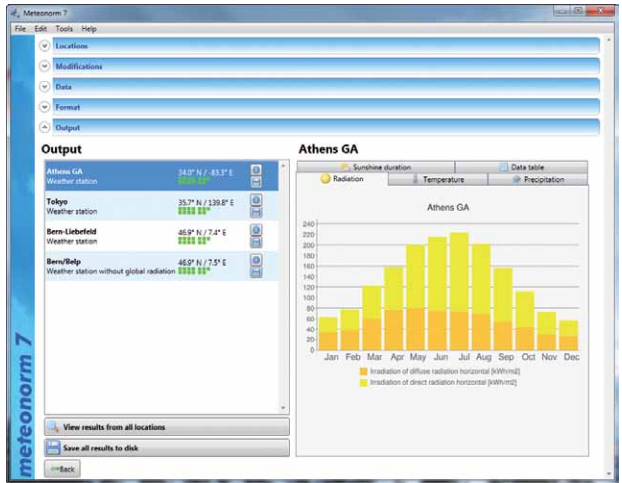 Meteonorm 7
File Edit Tools Help
Locations
Modifications
Data
Format
Output
Output
Athens GA
34.0° N / -83.3° E
Weather station
Tokyo
35.7° N / 139.8° E
Weather station
Bern-Liebefeld
46.9° N / 7.4° E
Weather station
Bern/Belp
46.9° N / 7.5° E
Weather station without global radiation
View results from all locations
Save all results to disk
Back
meteonorm 7
Athens GA
Sunshine duration
Data table
Radiation
Temperature
Precipitation
Athens GA
240
220
200
180
160
140
120
100
80
60
40
20
0
Jan Feb Mar Apr May Jun Jul Aug Sep Oct Nov Dec
Irradiation of diffuse radiation horizontal [kWh/m2]
Irradiation of direct radiation horizontal [kWh/m2]